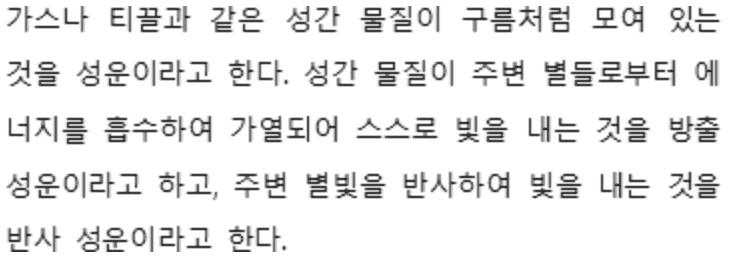 가스나 티끌과 같은 성간 물질이 구름처럼 모여 있는
것을 성운이라고 한다. 성간 물질이 주변 별들로부터 에
너지를 흡수하여 가열되어 스스로 빛을 내는 것을 방출
성운이라고 하고, 주변 별빛을 반사하여 빛을 내는 것을
반사 성운이라고 한다.